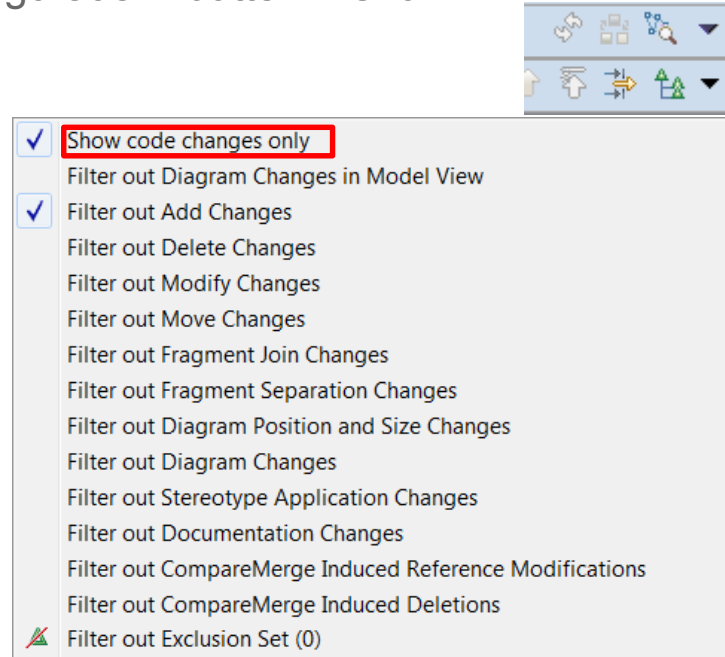 Show code changes only
Filter out Diagram Changes in Model View
Filter out Add Changes
Filter out Delete Changes
Filter out Modify Changes
Filter out Move Changes
Filter out Fragment Join Changes
Filter out Fragment Separation Changes
Filter out Diagram Position and Size Changes
Filter out Diagram Changes
Filter out Stereotype Application Changes
Filter out Documentation Changes
Filter out CompareMerge Induced Reference Modifications
Filter out CompareMerge Induced Deletions
Filter out Exclusion Set (0)